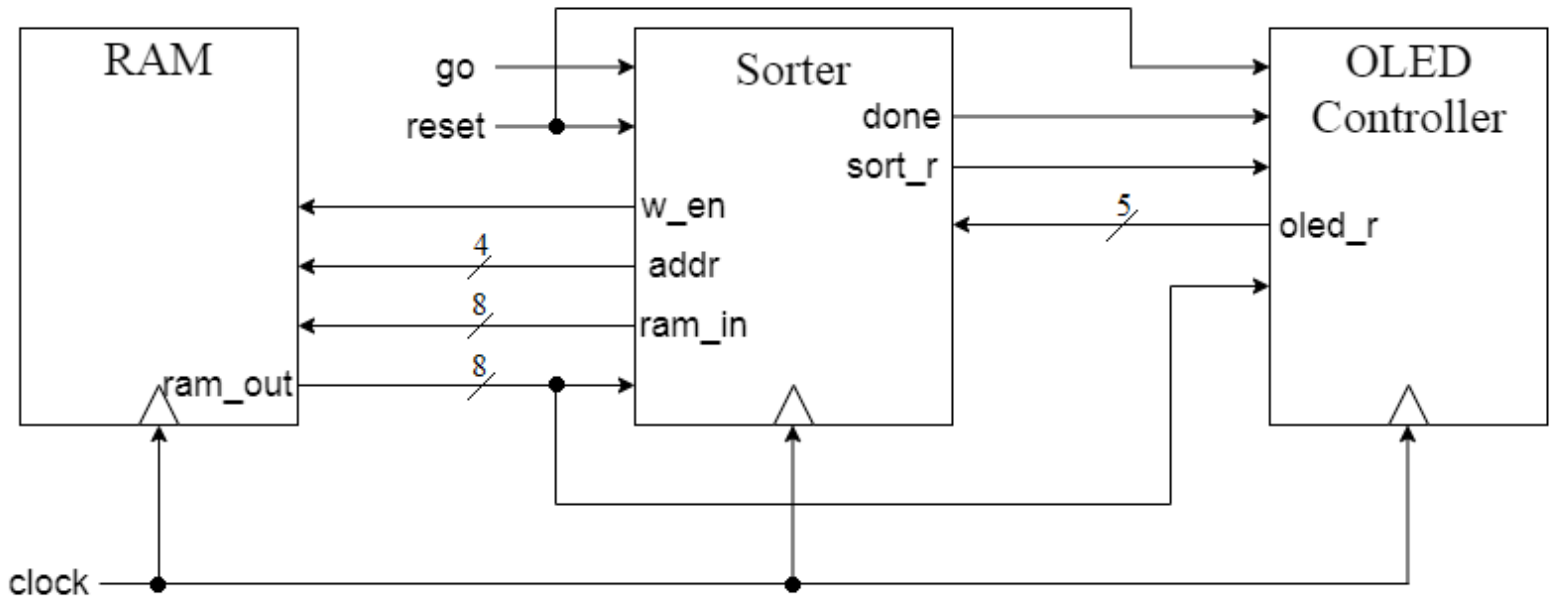 RAM
go
reset
w_en
4
addr
8
ram_in
8
ram_out
Sorter
done
sort_r
5
oled_r
OLED
Controller
clock